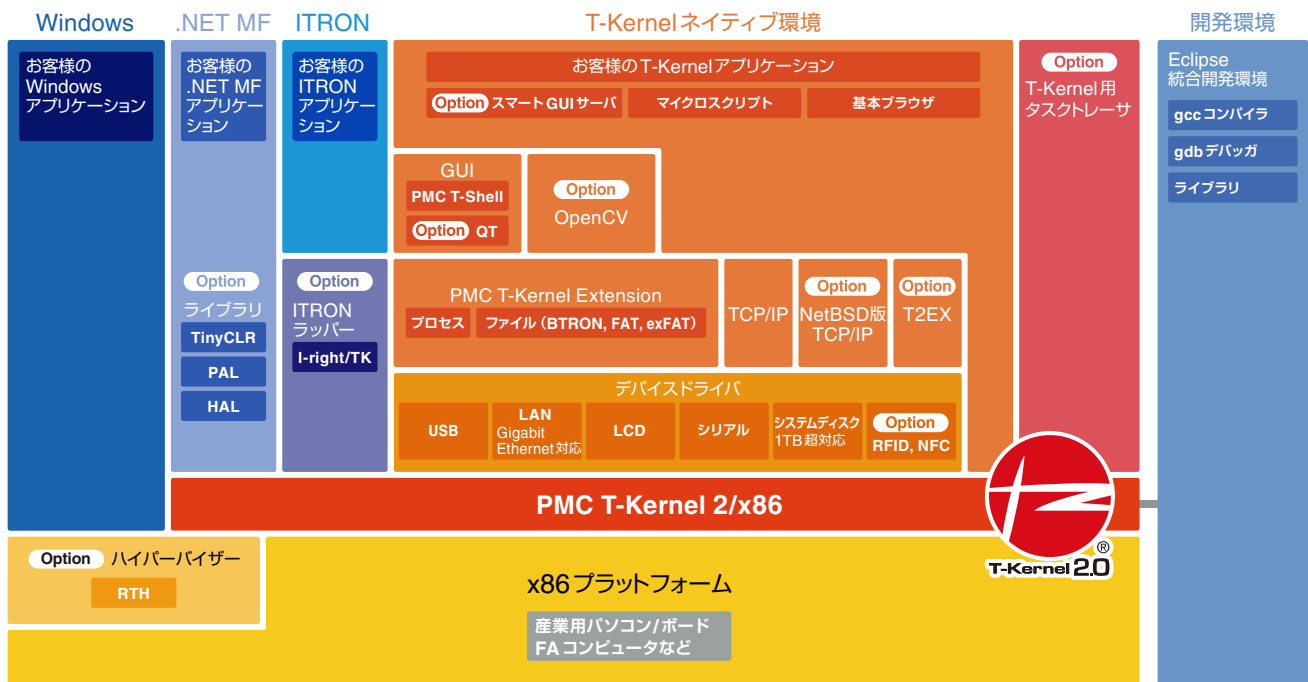 Windows
.NET MF
ITRON
T-Kernelネイティブ環境
開発環境
お客様の
Windows
アプリケーション
お客様の
.NET MF
アプリケー
ション
お客様の
ITRON
アプリケー
ション
お客様のT-Kernelアプリケーション
Option スマートGUIサーバ
マイクロスクリプト
基本ブラウザ
Option
T-Kernel用
タスクトレーサ
Eclipse
統合開発環境
gccコンパイラ
gdbデバッガ
ライブラリ
GUI
PMC T-Shell
Option QT
Option
OpenCV
Option
ライブラリ
TinyCLR
PAL
HAL
Option
ITRON
ラッパー
I-right/TK
PMC T-Kernel Extension
プロセス
ファイル（BTRON, FAT, exFAT）
TCP/IP
Option
NetBSD版
TCP/IP
Option
T2EX
デバイスドライバ
USB
LAN
Gigabit
Ethernet対応
LCD
シリアル
システムディスク
1TB超対応
Option
RFID, NFC
PMC T-Kernel 2/x86
T-Kernel 2.0®
Option ハイパーバイザー
RTH
x86プラットフォーム
産業用パソコン/ボード
FAコンピュータなど